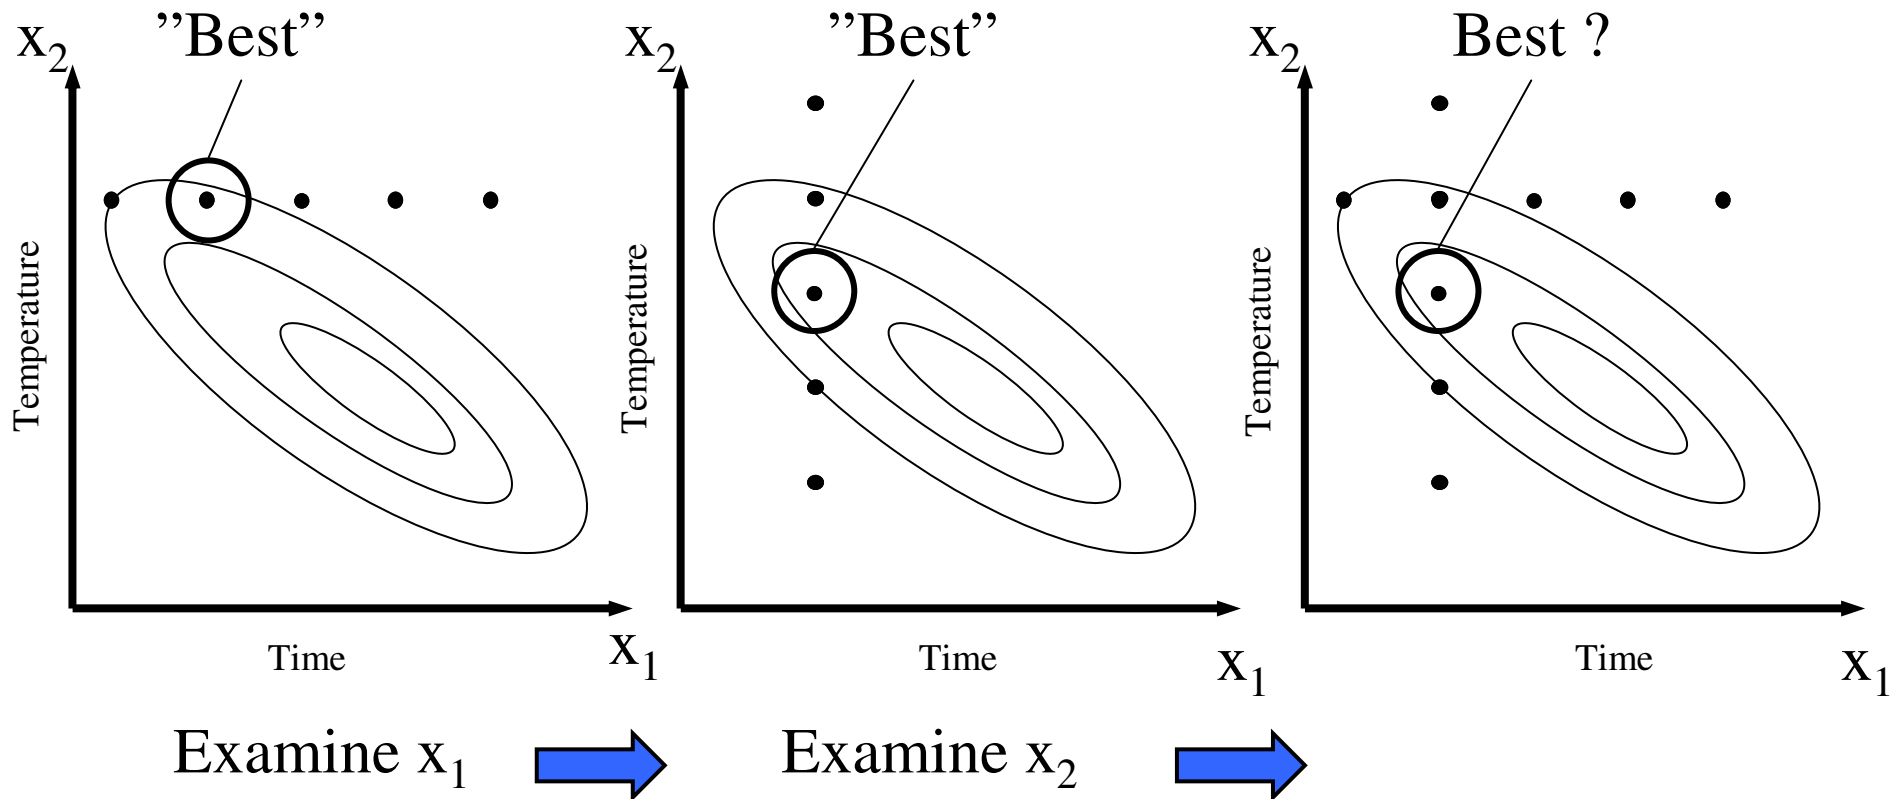 ”Best”
x₂
Temperature
Time
x₁
Examine x₁
”Best”
x₂
Temperature
Time
x₁
Examine x₂
Best ?
x₂
Temperature
Time
x₁